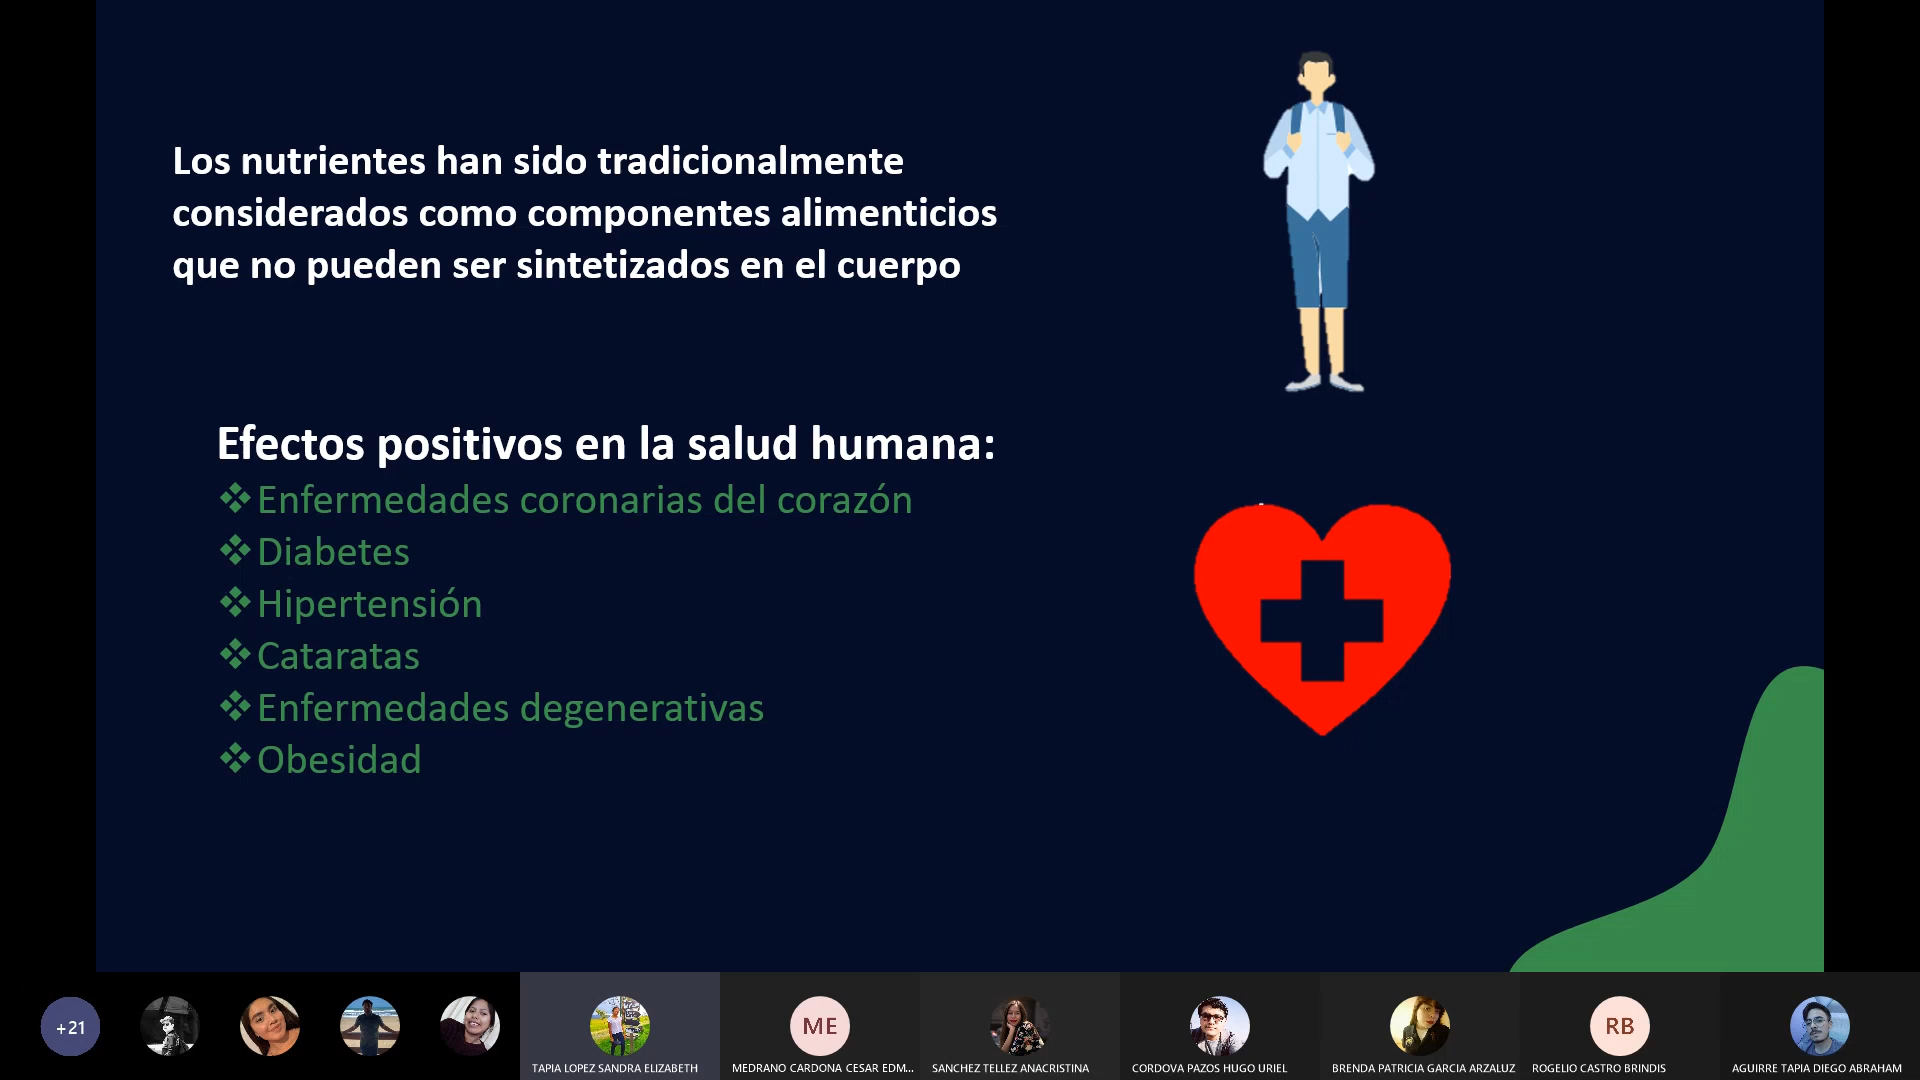 Los nutrientes han sido tradicionalmente
considerados como componentes alimenticios
que no pueden ser sintetizados en el cuerpo
Efectos positivos en la salud humana:
❖Enfermedades coronarias del corazón
❖Diabetes
❖Hipertensión
❖Cataratas
❖Enfermedades degenerativas
❖Obesidad
+21
ME
RB
TAPIA LOPEZ SANDRA ELIZABETH
MEDRANO CARDONA CESAR EDM...
SANCHEZ TELLEZ ANACRISTINA
CORDOVA PAZOS HUGO URIEL
BRENDA PATRICIA GARCIA ARZALUZ
ROGELIO CASTRO BRINDIS
AGUIRRE TAPIA DIEGO ABRAHAM